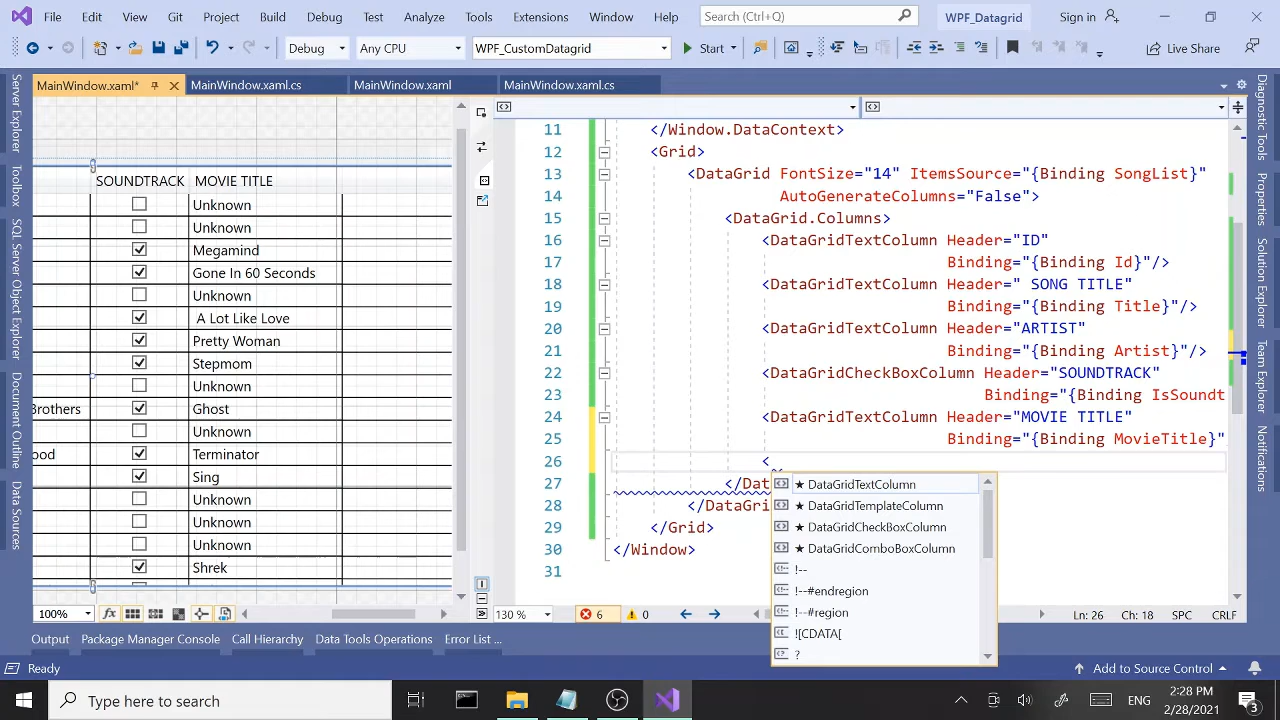 File Edit View Git Project Build Debug Test Analyze Tools Extensions Window Help Search (Ctrl+Q) WPF_Datagrid Sign in
Debug Any CPU WPF_CustomDatagrid Start Live Share
MainWindow.xaml* MainWindow.xaml.cs MainWindow.xaml MainWindow.xaml.cs
Server Explorer
Toolbox
SQL Server Object Explorer
Document Outline
Data Sources
SOUNDTRACK MOVIE TITLE
Unknown
Unknown
Megamind
Gone In 60 Seconds
Unknown
A Lot Like Love
Pretty Woman
Stepmom
Unknown
Brothers Ghost
Unknown
ood Terminator
Sing
Unknown
Unknown
Unknown
Shrek
11 </Window.DataContext>
12 <Grid>
13 <DataGrid FontSize="14" ItemsSource="{Binding SongList}"
14 AutoGenerateColumns="False">
15 <DataGrid.Columns>
16 <DataGridTextColumn Header="ID"
17 Binding="{Binding Id}"/>
18 <DataGridTextColumn Header=" SONG TITLE"
19 Binding="{Binding Title}"/>
20 <DataGridTextColumn Header="ARTIST"
21 Binding="{Binding Artist}"/>
22 <DataGridCheckBoxColumn Header="SOUNDTRACK"
23 Binding="{Binding IsSoundt
24 <DataGridTextColumn Header="MOVIE TITLE"
25 Binding="{Binding MovieTitle}"
26 <
27 </Dat
28 </DataGri
29 </Grid>
30 </Window>
31
★ DataGridTextColumn
★ DataGridTemplateColumn
★ DataGridCheckBoxColumn
★ DataGridComboBoxColumn
!--
!--#endregion
!--#region
![CDATA[
?
Diagnostic Tools
Properties
Solution Explorer
Team Explorer
Notifications
100% fx 130 % 6 0 Ln: 26 Ch: 18 SPC CRLF
Output Package Manager Console Call Hierarchy Data Tools Operations Error List ...
Ready Add to Source Control
Type here to search ENG
:28 PM
2/28/2021
3